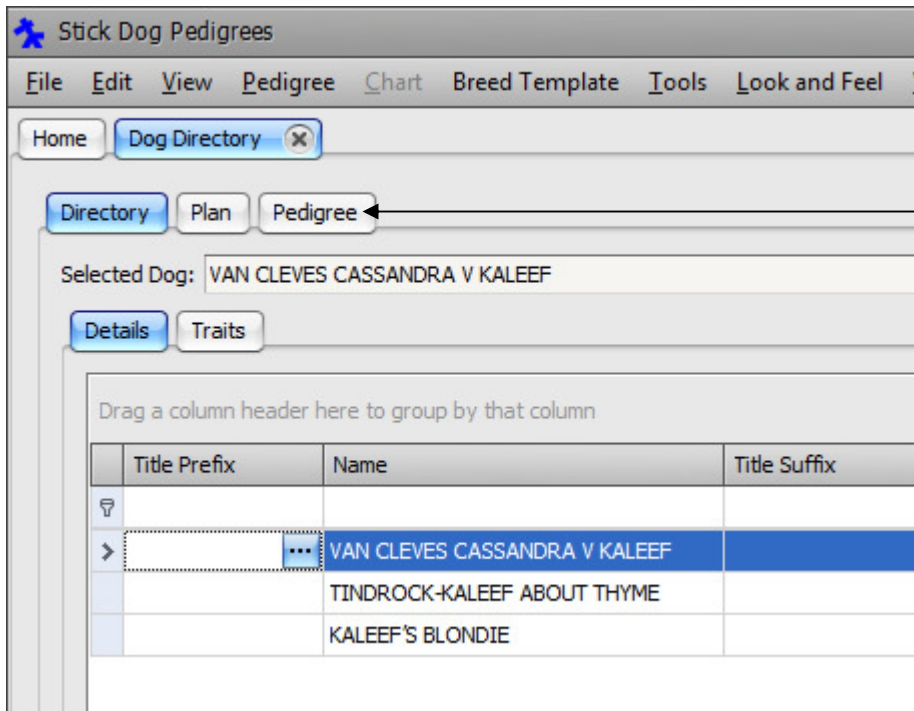 Stick Dog Pedigrees
File Edit View Pedigree Chart Breed Template Tools Look and Feel
Home Dog Directory
Directory Plan Pedigree
Selected Dog: VAN CLEVES CASSANDRA V KALEEF
Details Traits
Drag a column header here to group by that column
Title Prefix Name Title Suffix
VAN CLEVES CASSANDRA V KALEEF
TINDROCK-KALEEF ABOUT THYME
KALEEF'S BLONDIE